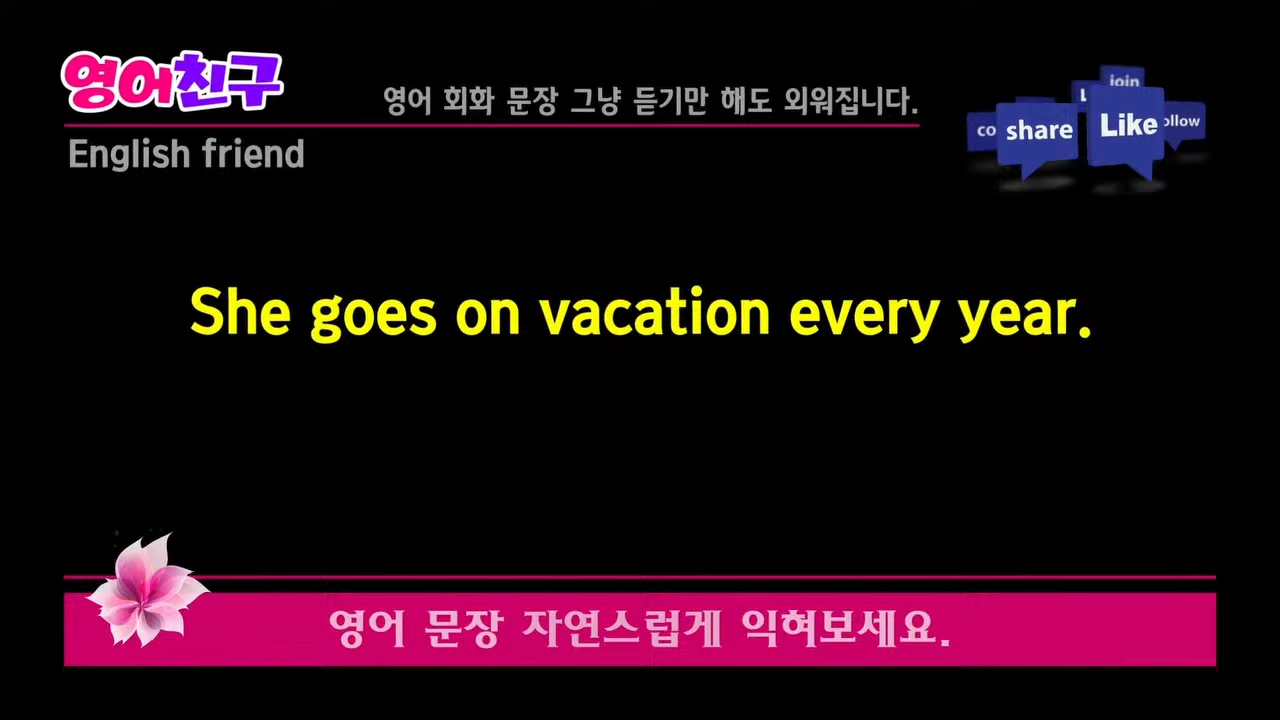 영어친구
영어 회화 문장 그냥 듣기만 해도 외워집니다.
English friend
join
share
Like
She goes on vacation every year.
영어 문장 자연스럽게 익혀보세요.